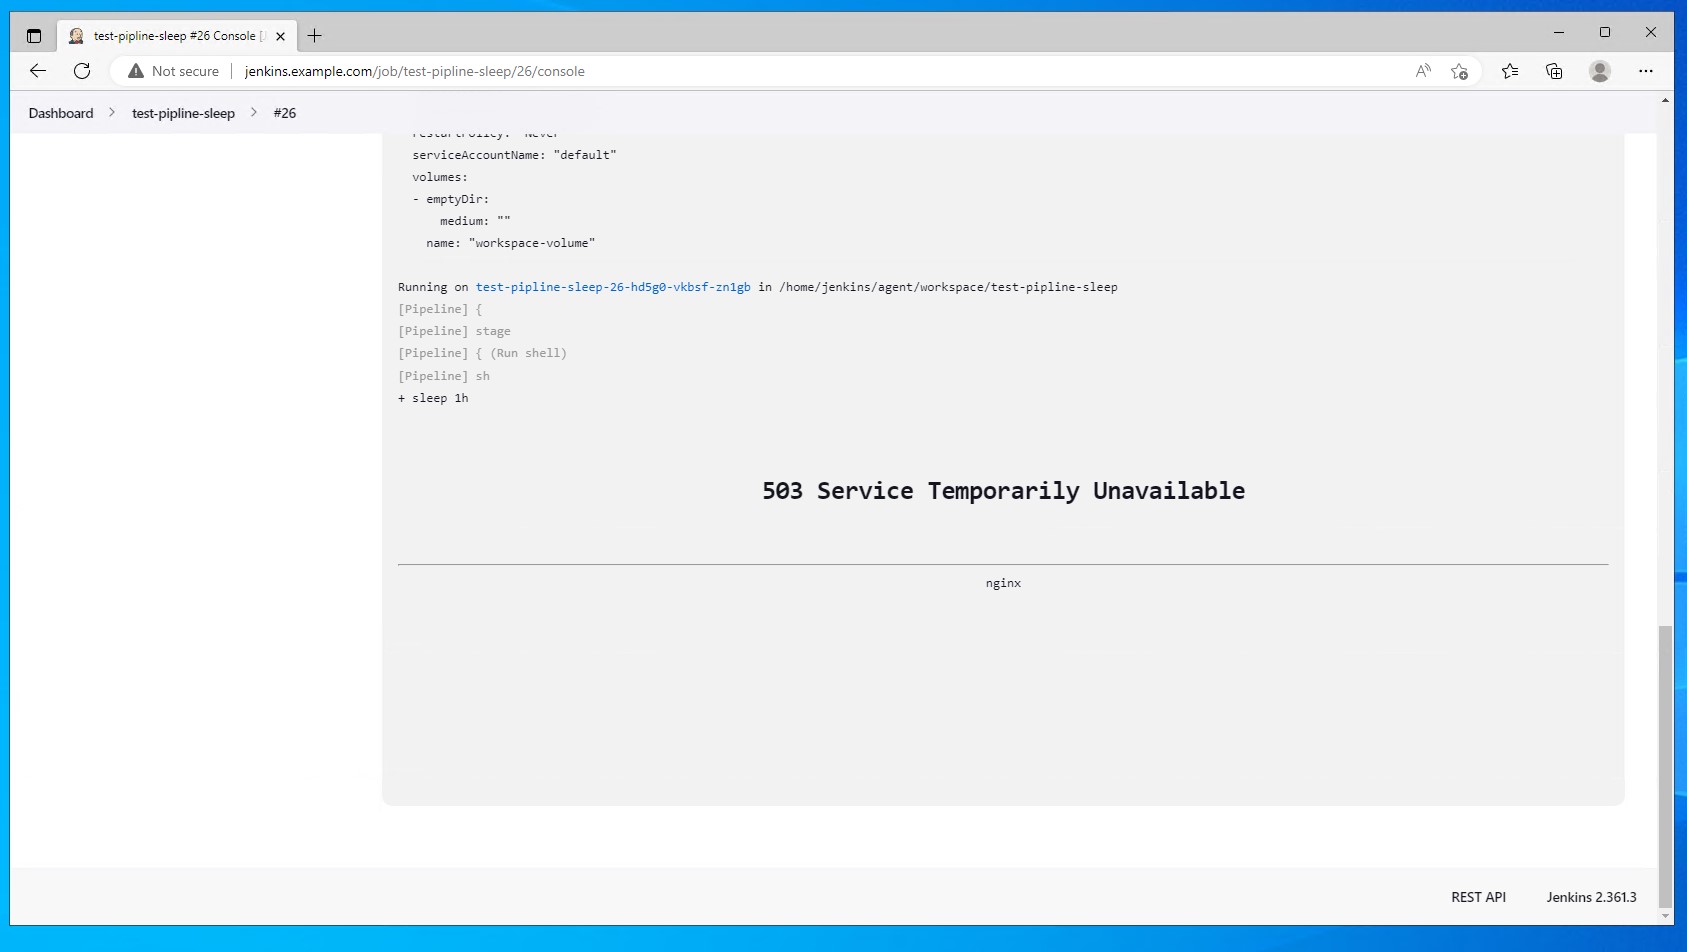 test-pipline-sleep #26 Console [
Not secure
jenkins.example.com/job/test-pipline-sleep/26/console
Dashboard
test-pipline-sleep
#26
restartPolicy: "Never"
serviceAccountName: "default"
volumes:
- emptyDir:
medium: ""
name: "workspace-volume"
Running on test-pipline-sleep-26-hd5g0-vkbsf-zn1gb in /home/jenkins/agent/workspace/test-pipline-sleep
[Pipeline] {
[Pipeline] stage
[Pipeline] { (Run shell)
[Pipeline] sh
+ sleep 1h
503 Service Temporarily Unavailable
nginx
REST API
Jenkins 2.361.3